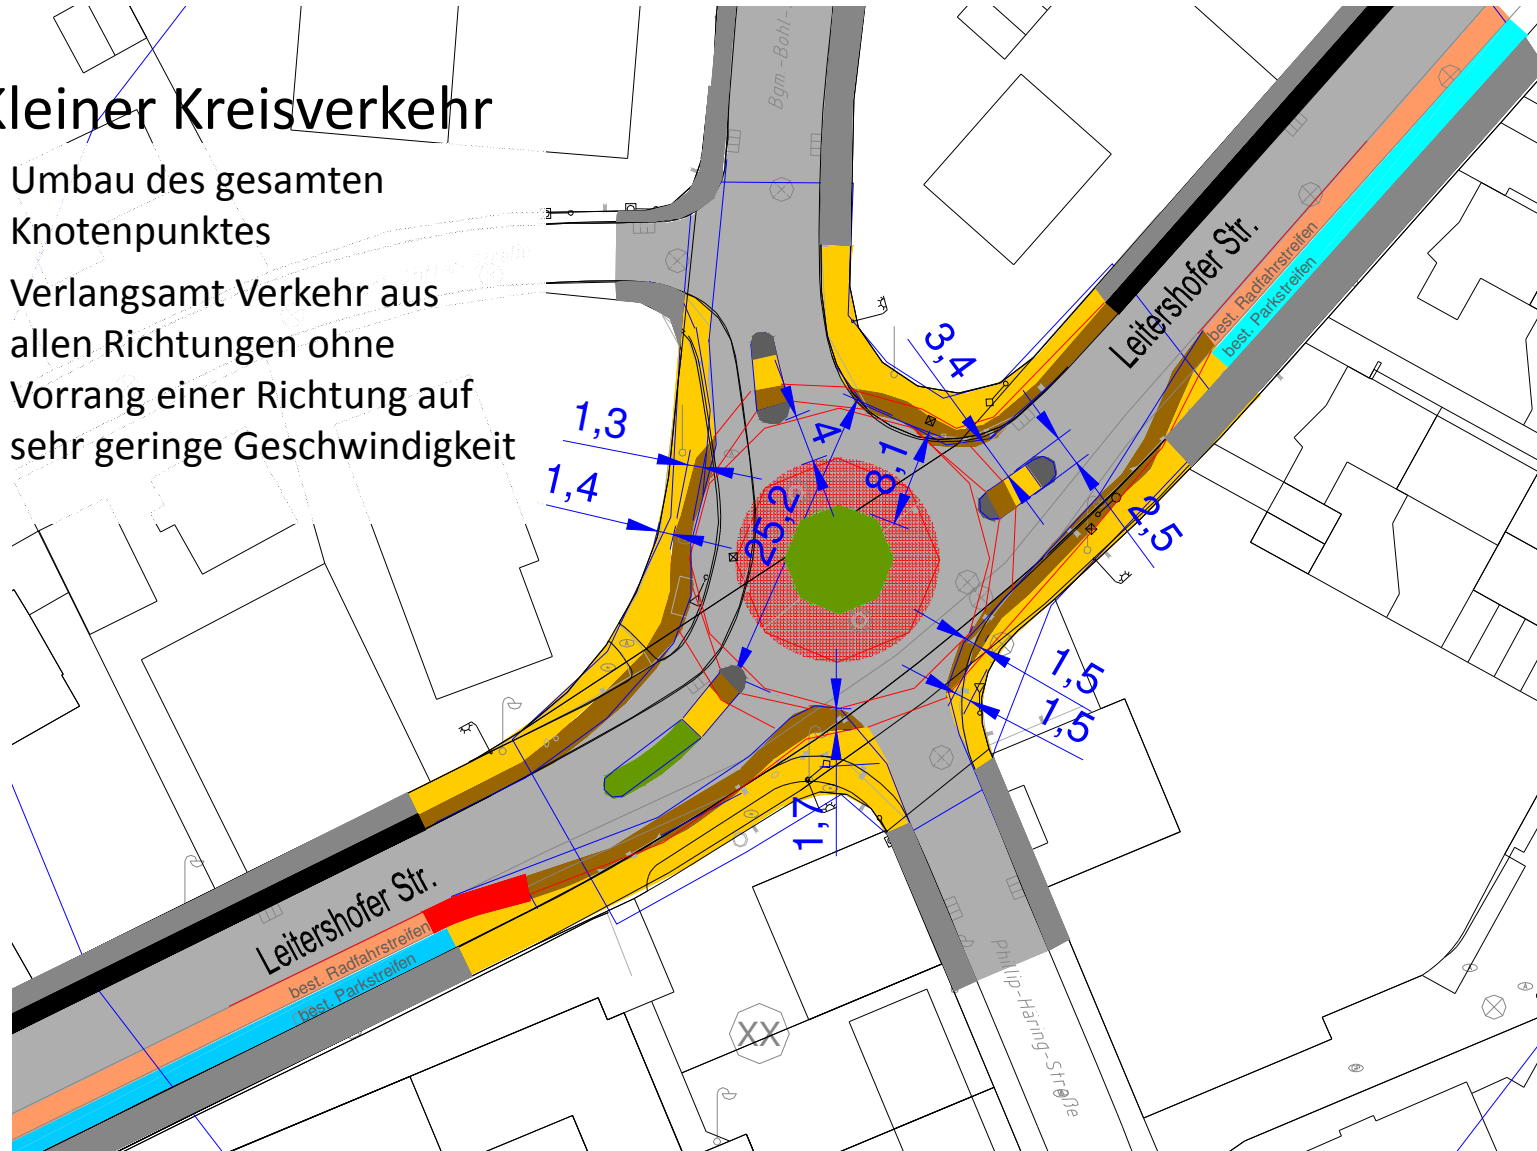 Kleiner Kreisverkehr
Umbau des gesamten
Knotenpunktes
Verlangsamt Verkehr aus
allen Richtungen ohne
Vorrang einer Richtung auf
sehr geringe Geschwindigkeit
Bgm.-Bohl-
Leitershofer Str.
best. Radfahrstreifen
best. Parkstreifen
3,4
1,3
4
8,1
1,4
25,2
2,5
1,5
1,5
1,7
Leitershofer Str.
best. Radfahrstreifen
best. Parkstreifen
Phillip-Häring-Straße
XX